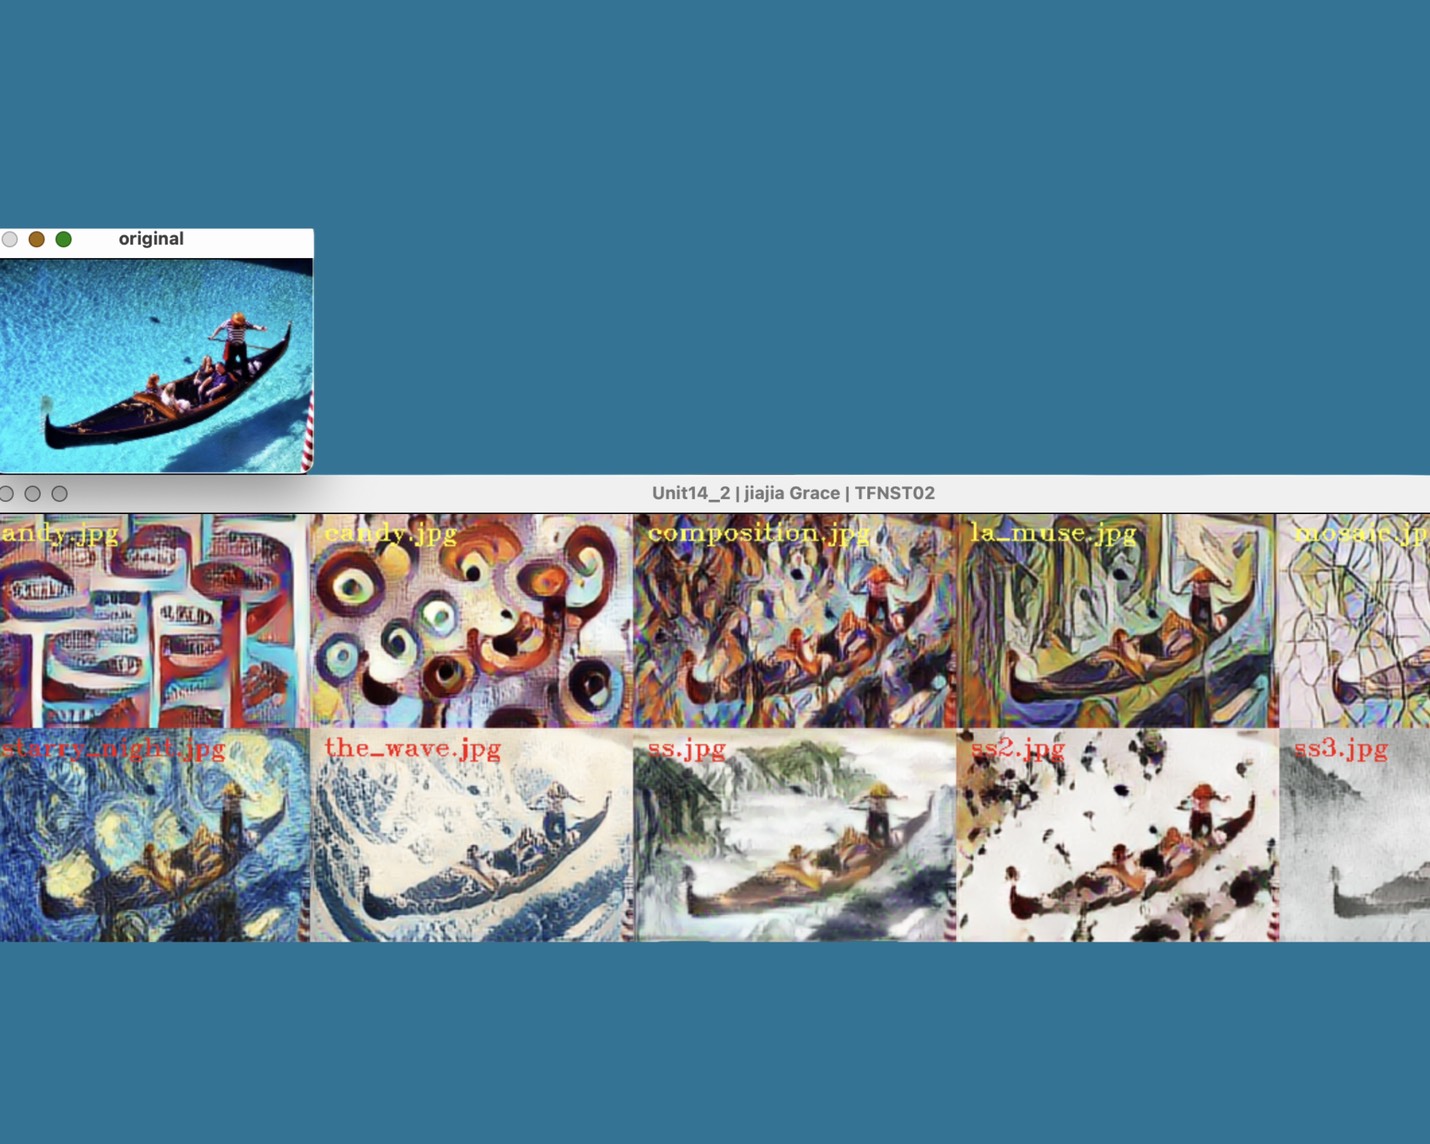 original
Unit14_2 | jiajia Grace | TFNST02
andy.jpg
candy.jpg
composition.jpg
la_muse.jpg
mosaic.jp
starry_night.jpg
the_wave.jpg
ss.jpg
ss2.jpg
ss3.jpg